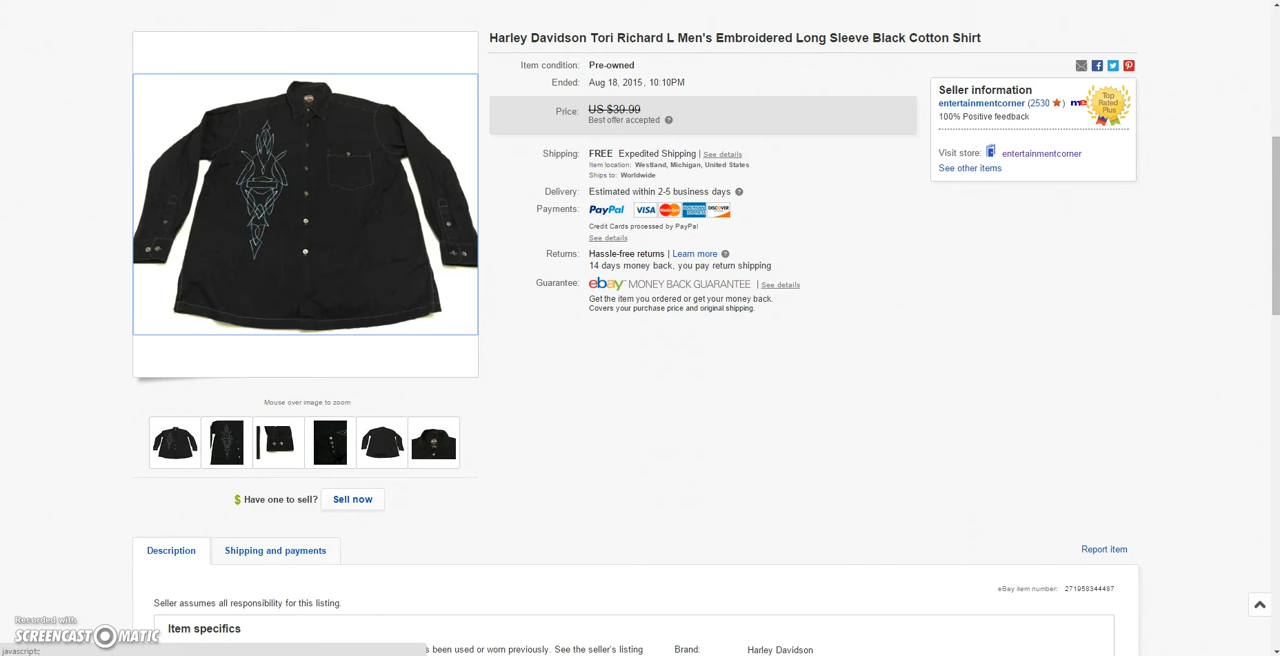 Harley Davidson Tori Richard L Men's Embroidered Long Sleeve Black Cotton Shirt
Item condition: Pre-owned
Ended: Aug 18, 2015, 10:10PM
Price: US $39.99
Best offer accepted
Shipping: FREE Expedited Shipping | See details
Item location: Westland, Michigan, United States
Ships to: Worldwide
Delivery: Estimated within 2-5 business days
Payments: PayPal VISA MasterCard AMERICAN EXPRESS DISCOVER
Credit Cards processed by PayPal
See details
Returns: Hassle-free returns | Learn more
14 days money back, you pay return shipping
Guarantee: ebay MONEY BACK GUARANTEE | See details
Get the item you ordered or get your money back.
Covers your purchase price and original shipping.
Seller information
entertainmentcorner (2530 ) me
100% Positive feedback
Top Rated Plus
Visit store: entertainmentcorner
See other items
Mouse over image to zoom
$ Have one to sell? Sell now
Description Shipping and payments
Report item
eBay item number: 271958344487
Seller assumes all responsibility for this listing.
Item specifics
been used or worn previously. See the seller's listing Brand: Harley Davidson
Recorded with
SCREENCAST O MATIC
javascript:;